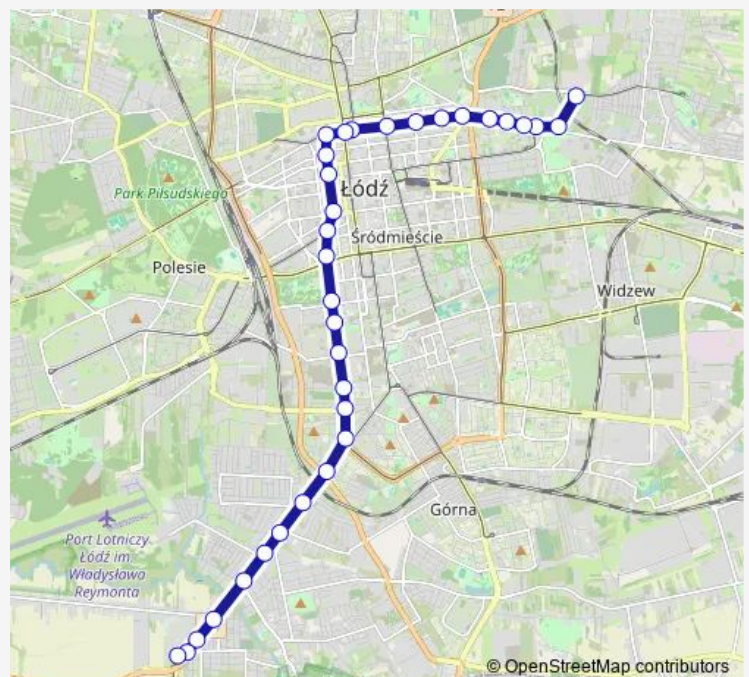 Park Piłsudskiego
Łódź
Śródmieście
Polesie
Widzew
Górna
Port Lotniczy
Łódź im.
Władysława
Reymonta
© OpenStreetMap contributors